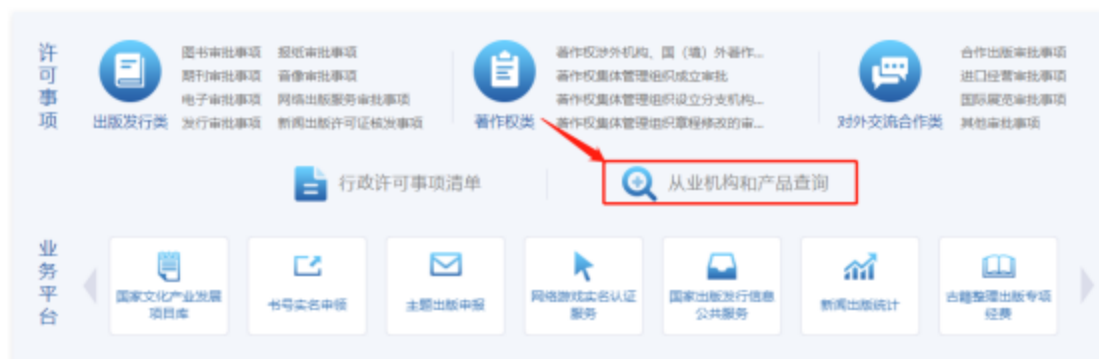 许可事项
出版发行类
图书审批事项 报纸审批事项
期刊审批事项 音像审批事项
电子审批事项 网络出版服务审批事项
发行审批事项 新闻出版许可证核发事项
著作权类
著作权涉外机构、国（境）外著作...
著作权集体管理组织成立审批
著作权集体管理组织设立分支机构...
著作权集体管理组织章程修改的审...
对外交流合作类
合作出版审批事项
进口经营审批事项
国际展览审批事项
其他审批事项
行政许可事项清单
从业机构和产品查询
业务平台
国家文化产业发展
项目库
书号实名申领
主题出版申报
网络游戏实名认证
服务
国家出版发行信息
公共服务
新闻出版统计
古籍整理出版专项
经费